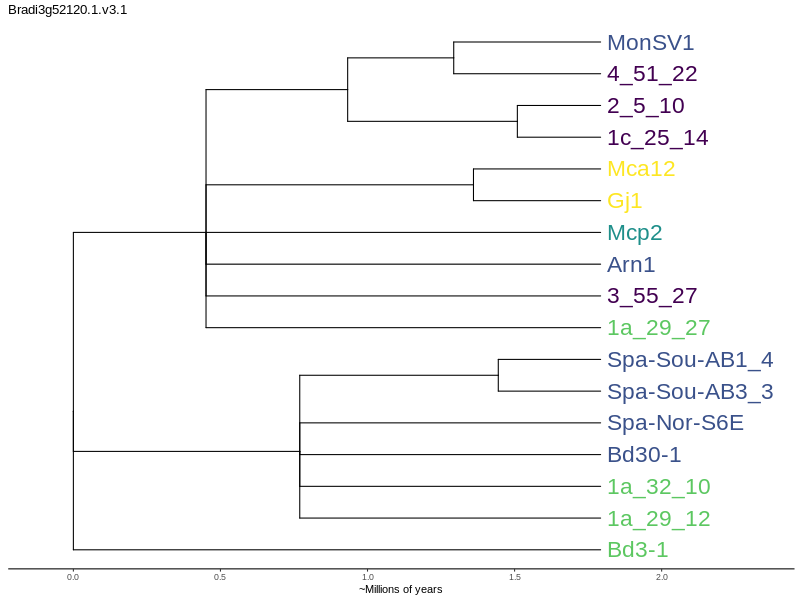 Bradi3g52120.1.v3.1
MonSV1
4_51_22
2_5_10
1c_25_14
Mca12
Gj1
Mcp2
Arn1
3_55_27
1a_29_27
Spa-Sou-AB1_4
Spa-Sou-AB3_3
Spa-Nor-S6E
Bd30-1
1a_32_10
1a_29_12
Bd3-1
0.0 0.5 1.0 1.5 2.0
~Millions of years